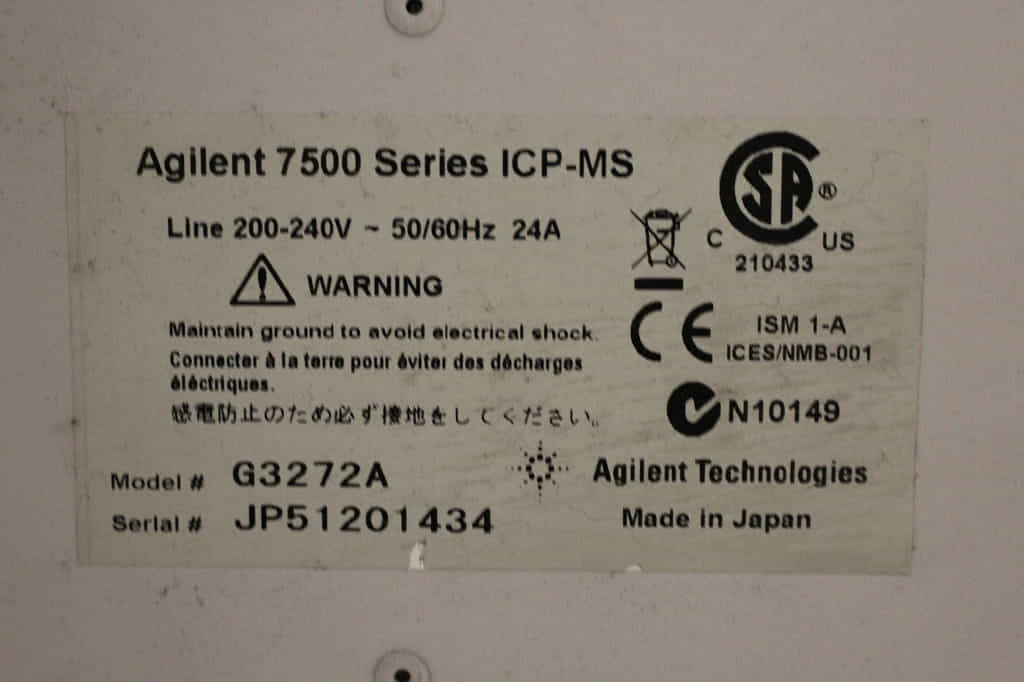 Agilent 7500 Series ICP-MS
Line 200-240V ~ 50/60Hz 24A
WARNING
Maintain ground to avoid electrical shock.
Connecter à la terre pour éviter des décharges
électriques.
感電防止のため必ず接地をしてください。
Model # G3272A
Serial # JP51201434
CSA®
C US
210433
CE
ISM 1-A
ICES/NMB-001
N10149
Agilent Technologies
Made in Japan